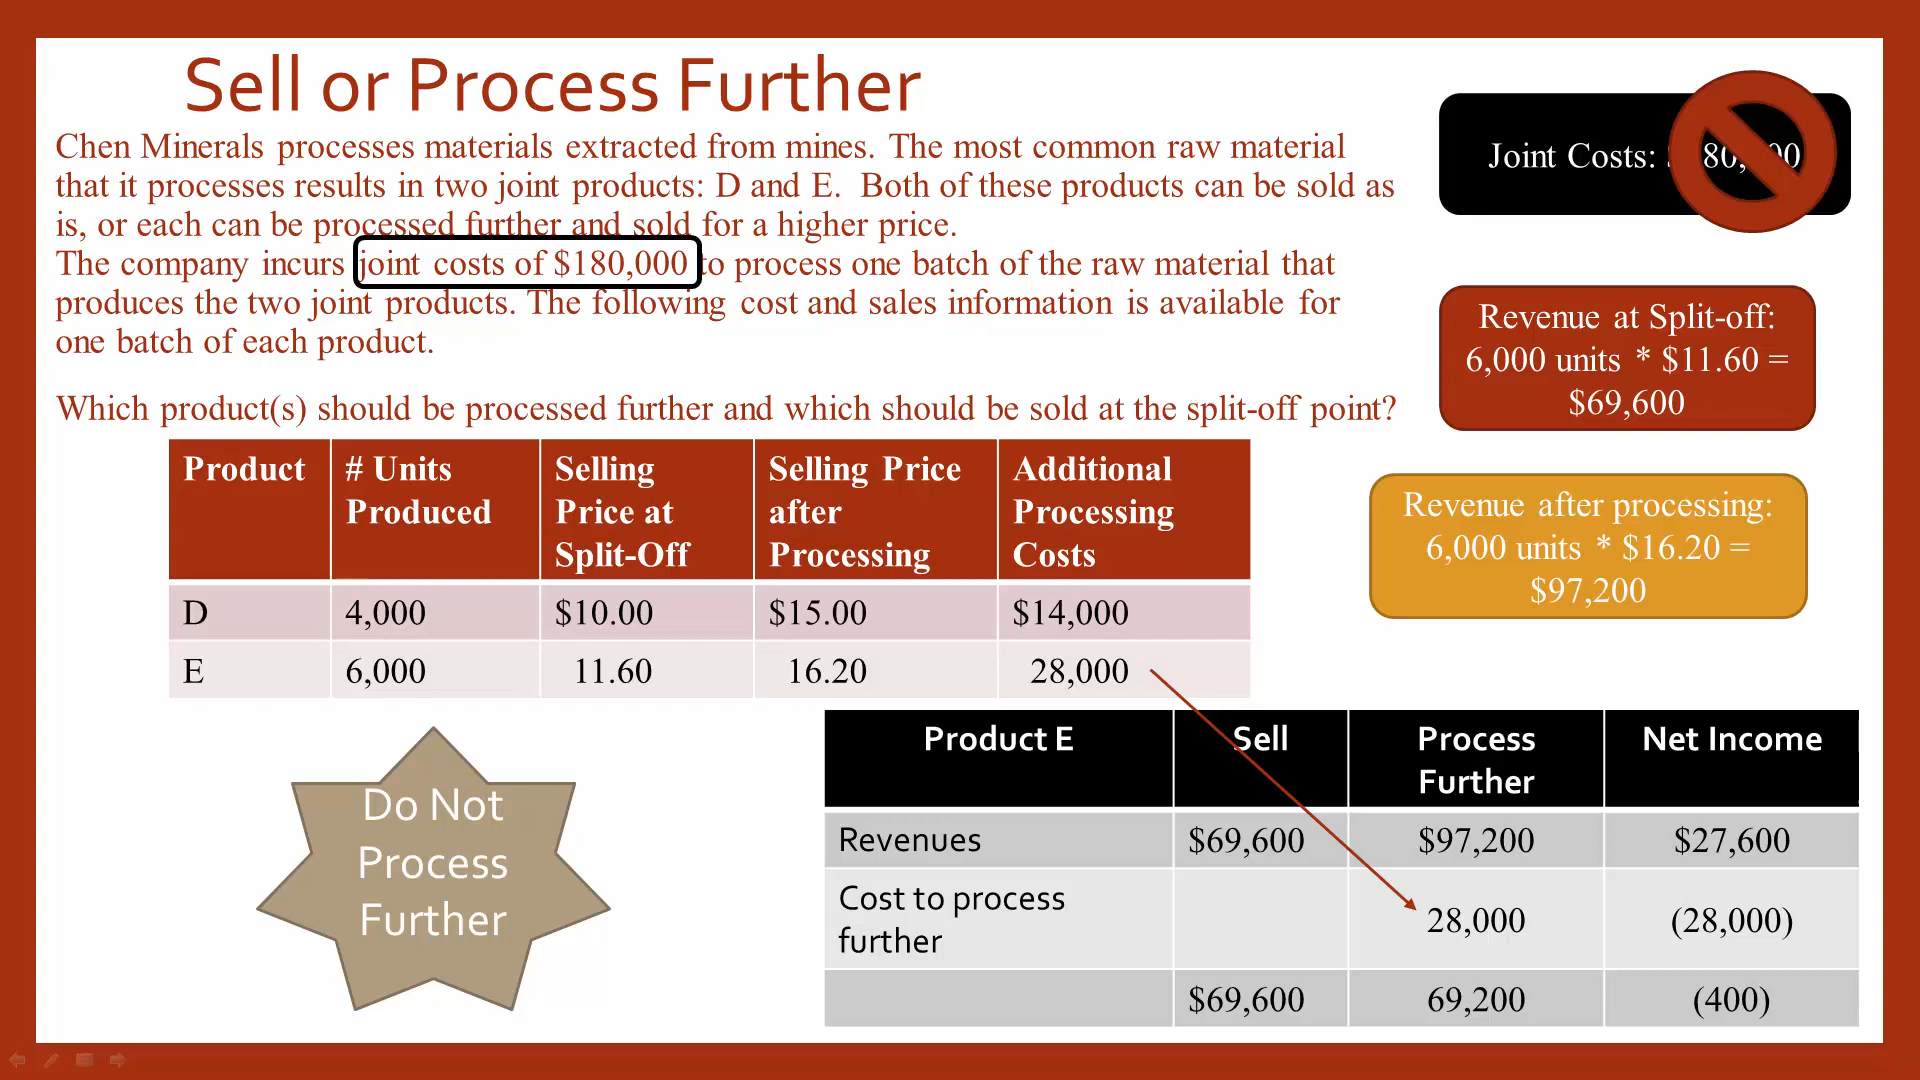 Sell or Process Further
Chen Minerals processes materials extracted from mines. The most common raw material
that it processes results in two joint products: D and E. Both of these products can be sold as
is, or each can be processed further and sold for a higher price.
The company incurs joint costs of $180,000 to process one batch of the raw material that
produces the two joint products. The following cost and sales information is available for
one batch of each product.
Which product(s) should be processed further and which should be sold at the split-off point?
Joint Costs:
Revenue at Split-off:
6,000 units * $11.60 =
$69,600
Revenue after processing:
6,000 units * $16.20 =
$97,200
Product # Units Produced Selling Price at Split-Off Selling Price after Processing Additional Processing Costs
D 4,000 $10.00 $15.00 $14,000
E 6,000 11.60 16.20 28,000
Do Not
Process
Further
Product E Sell Process Further Net Income
Revenues $69,600 $97,200 $27,600
Cost to process further 28,000 (28,000)
$69,600 69,200 (400)